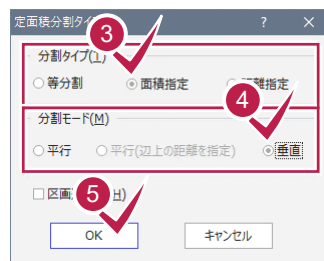 定面積分割タイ ? ×
3
分割タイプ(T)
等分割 面積指定 距離指定
4
分割モード(M)
平行 平行(辺上の距離を指定) 垂直
区画 H)
5
OK キャンセル